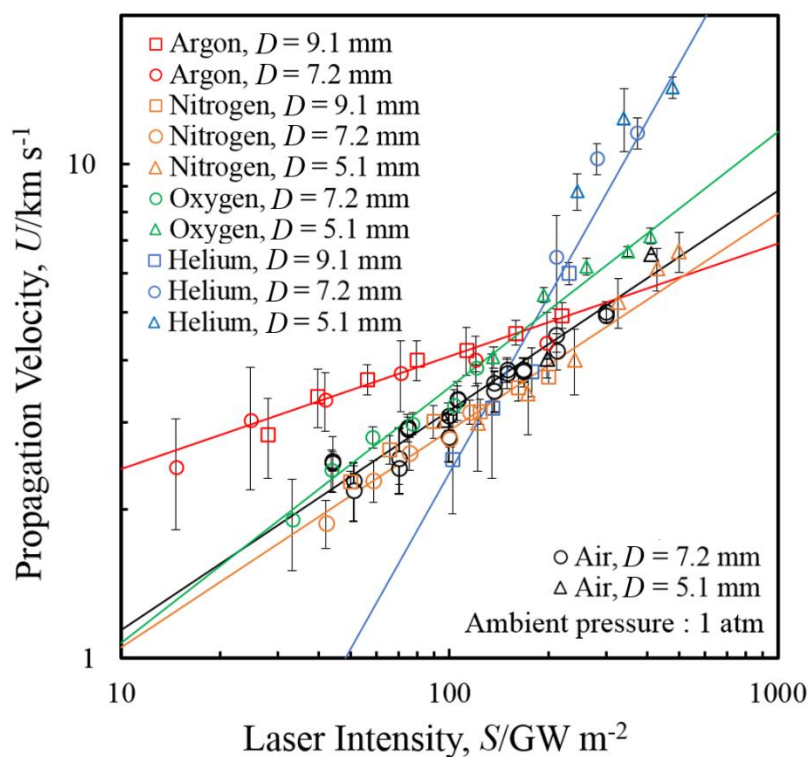 Argon, D = 9.1 mm
Argon, D = 7.2 mm
Nitrogen, D = 9.1 mm
Nitrogen, D = 7.2 mm
Nitrogen, D = 5.1 mm
Oxygen, D = 7.2 mm
Oxygen, D = 5.1 mm
Helium, D = 9.1 mm
Helium, D = 7.2 mm
Helium, D = 5.1 mm
Air, D = 7.2 mm
Air, D = 5.1 mm
Ambient pressure : 1 atm
Propagation Velocity, U/km s⁻¹
10
1
10
100
1000
Laser Intensity, S/GW m⁻²